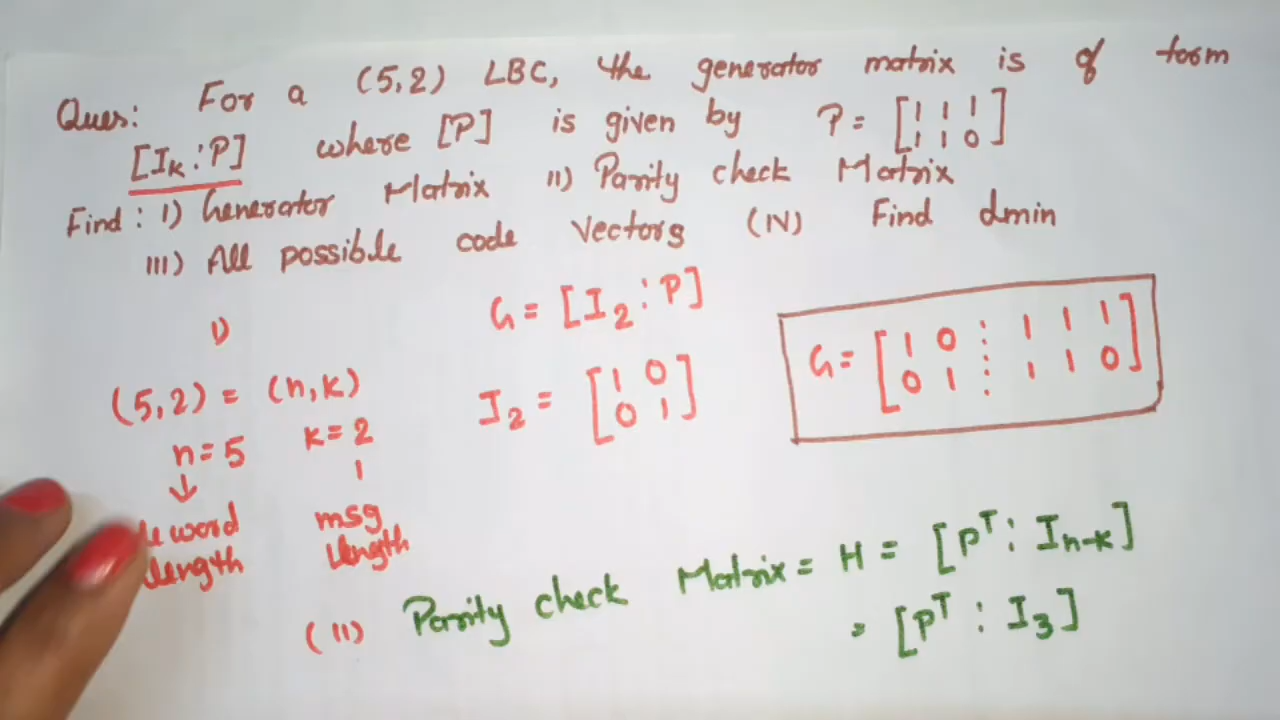 Ques: For a (5,2) LBC, the generator matrix is of form
[Ik : P] where [P] is given by P = [1 1 1
1 1 0]
Find : i) Generator Matrix ii) Parity check Matrix
iii) All possible code vectors (iv) Find dmin
i)
(5,2) = (n,k)
n = 5 k = 2
↓ |
word msg
length length
G = [I2 : P]
I2 = [1 0
0 1]
G = [1 0 : 1 1 1
0 1 : 1 1 0]
(ii) Parity check Matrix = H = [P^T : In-k]
= [P^T : I3]